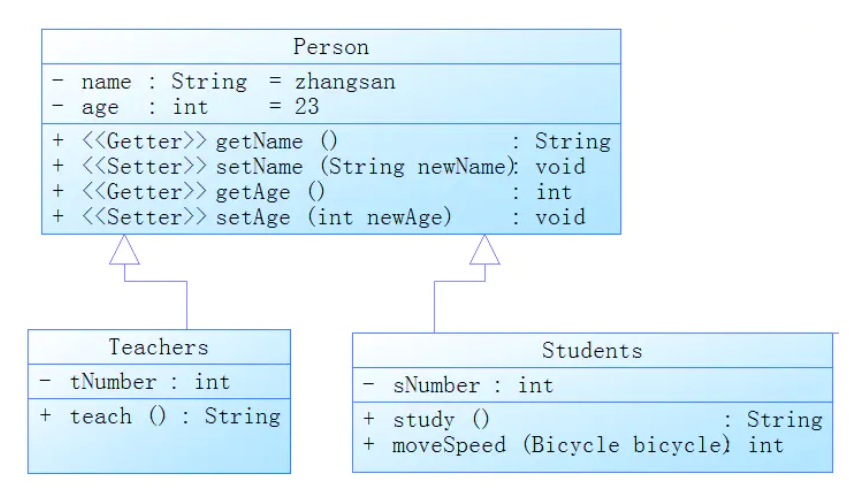 Person
- name : String = zhangsan
- age : int = 23
+ <<Getter>> getName () : String
+ <<Setter>> setName (String newName): void
+ <<Getter>> getAge () : int
+ <<Setter>> setAge (int newAge) : void
Teachers
- tNumber : int
+ teach () : String
Students
- sNumber : int
+ study () : String
+ moveSpeed (Bicycle bicycle): int